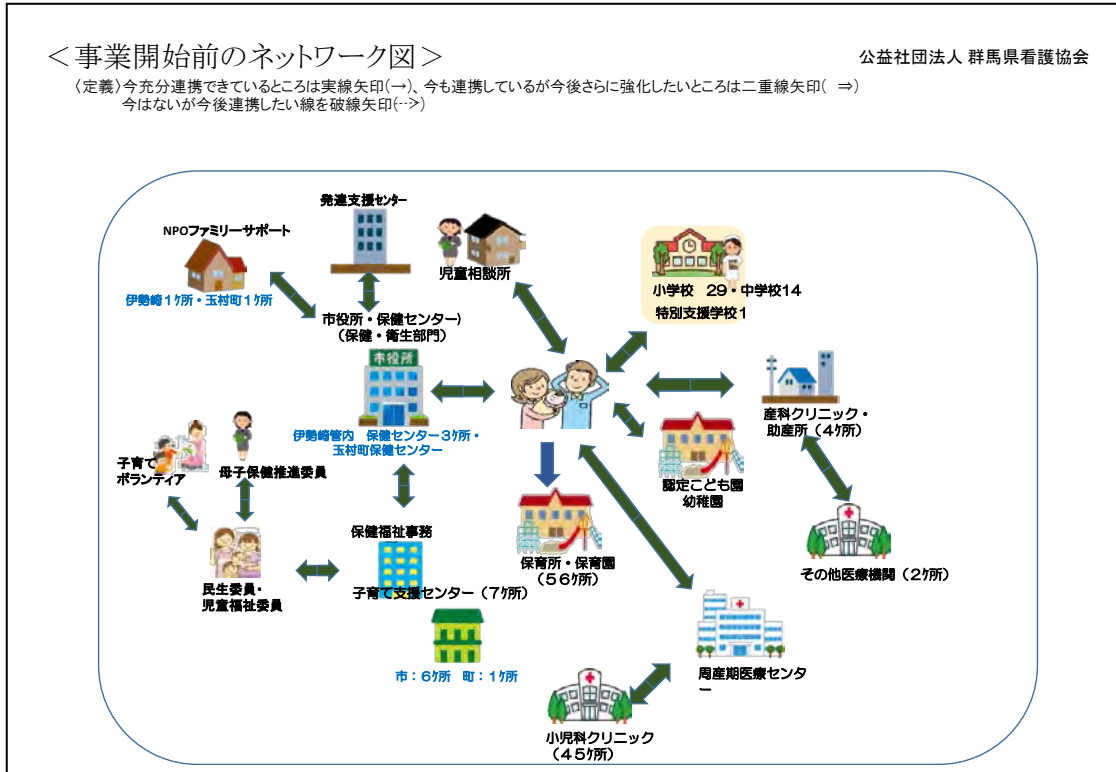 ＜事業開始前のネットワーク図＞
公益社団法人 群馬県看護協会
〈定義〉今充分連携できているところは実線矢印(→)、今も連携しているが今後さらに強化したいところは二重線矢印( ⇒)
今はないが今後連携したい線を破線矢印(-->)
発達支援センター
NPOファミリーサポート
児童相談所
伊勢崎1ケ所・玉村町1ケ所
小学校 29・中学校14
特別支援学校1
市役所・保健センター)
(保健・衛生部門)
市役所
産科クリニック・
助産所(4ケ所)
伊勢崎管内 保健センター3ケ所・
玉村町保健センター
子育て
ボランティア
母子保健推進委員
認定こども園
幼稚園
保健福祉事務
保育所・保育園
(56ケ所)
その他医療機関(2ケ所)
民生委員・
児童福祉委員
子育て支援センター(7ケ所)
市：6ケ所 町：1ケ所
周産期医療センタ
ー
小児科クリニック
(45ケ所)